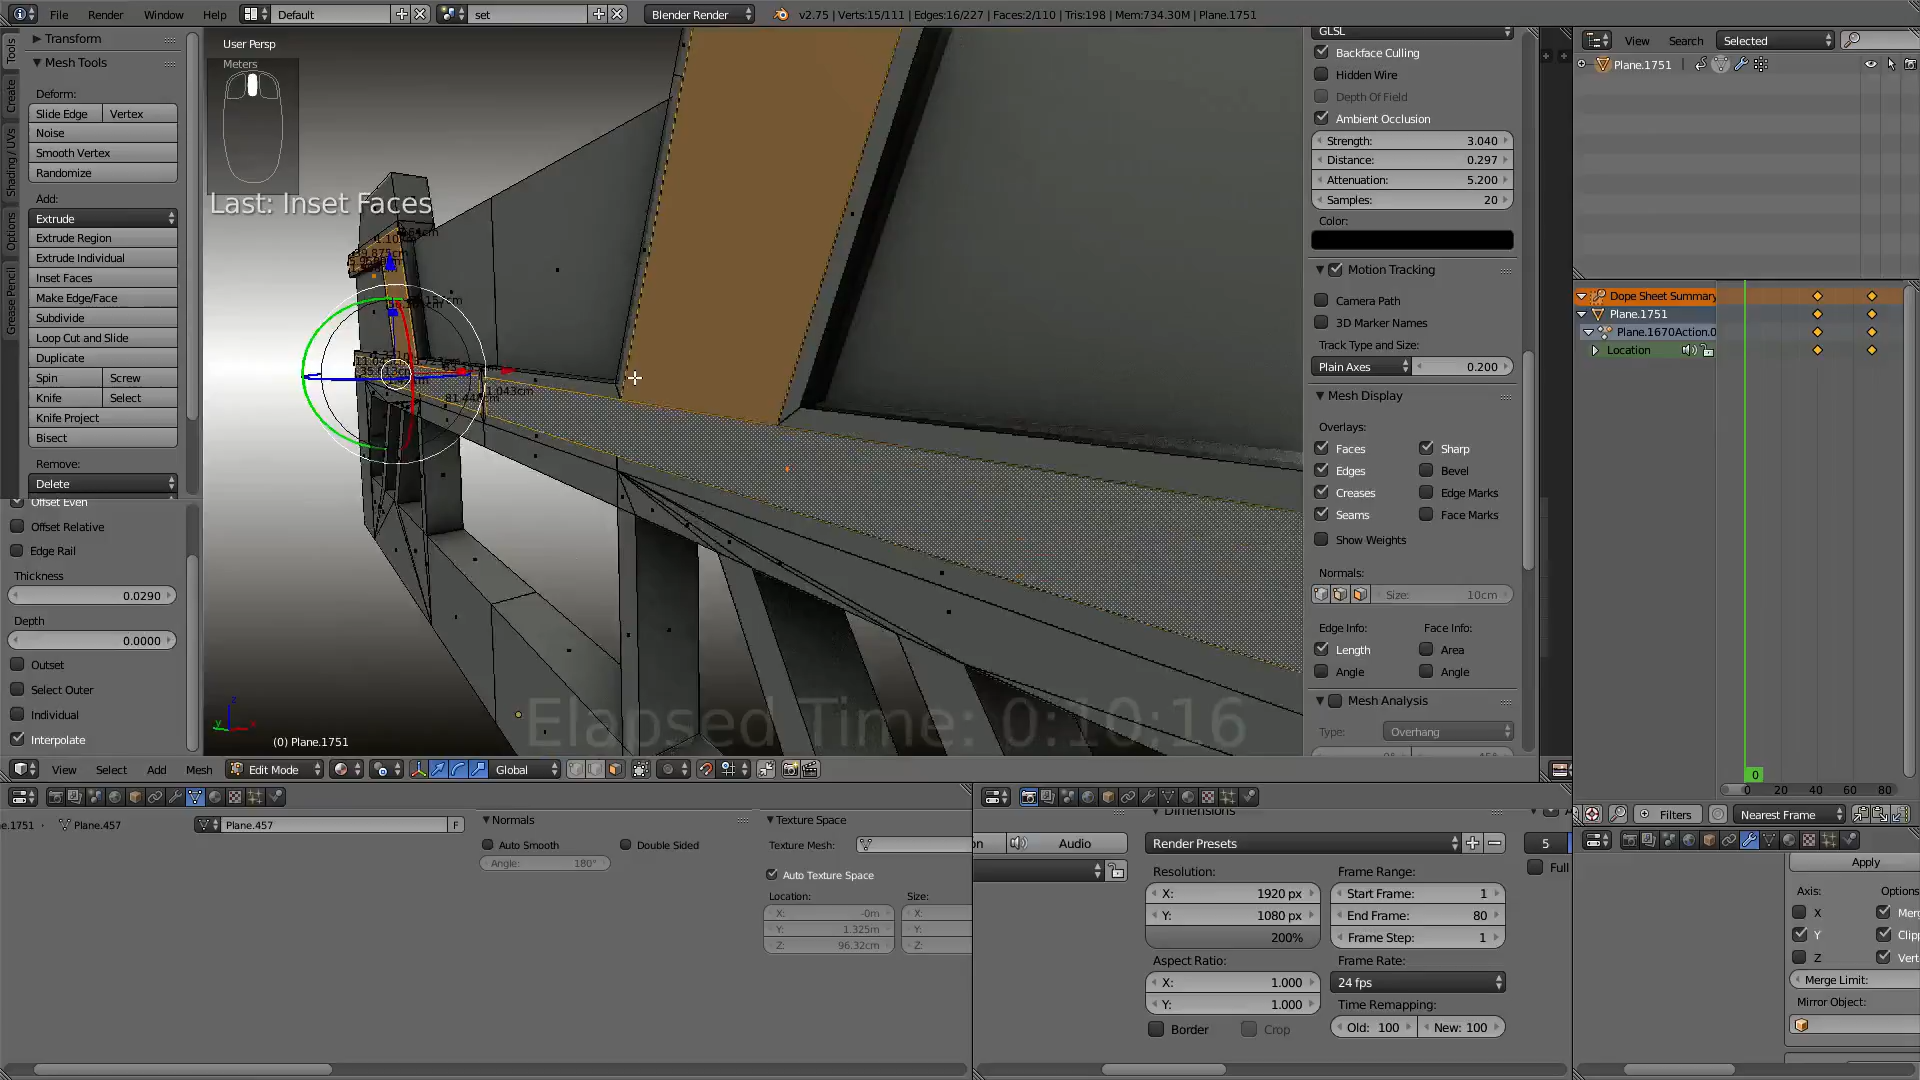 File Render Window Help Default set Blender Render v2.75 | Verts:15/111 | Edges:16/227 | Faces:2/110 | Tris:198 | Mem:734.30M | Plane.1751
Transform
Mesh Tools
Deform:
Slide Edge Vertex
Noise
Smooth Vertex
Randomize
Add:
Extrude
Extrude Region
Extrude Individual
Inset Faces
Make Edge/Face
Subdivide
Loop Cut and Slide
Duplicate
Spin Screw
Knife Select
Knife Project
Bisect
Remove:
Delete
Offset Even
Offset Relative
Edge Rail
Thickness
0.0290
Depth
0.0000
Outset
Select Outer
Individual
Interpolate
Tools
Create
Shading / UVs
Options
Grease Pencil
User Persp
Meters
Last: Inset Faces
Elapsed Time: 0:10:16
(0) Plane.1751
z
y
x
View Select Add Mesh Edit Mode Global
GLSL
Backface Culling
Hidden Wire
Depth Of Field
Ambient Occlusion
Strength: 3.040
Distance: 0.297
Attenuation: 5.200
Samples: 20
Color:
Motion Tracking
Camera Path
3D Marker Names
Track Type and Size:
Plain Axes 0.200
Mesh Display
Overlays:
Faces Sharp
Edges Bevel
Creases Edge Marks
Seams Face Marks
Show Weights
Normals:
Size: 10cm
Edge Info: Face Info:
Length Area
Angle Angle
Mesh Analysis
Type: Overhang
View Search Selected
Plane.1751
Dope Sheet Summary
Plane.1751
Plane.1670Action.0
Location
0
0 20 40 60 80
Filters Nearest Frame
Apply
Axis: Options
X Merg
Y Clipp
Z Vert
Merge Limit:
Mirror Object:
e.1751 Plane.457
Plane.457 F
Normals
Auto Smooth Double Sided
Angle: 180°
Texture Space
Texture Mesh:
Auto Texture Space
Location: Size:
X: -0m X:
Y: 1.325m Y:
Z: 96.32cm Z:
Dimensions
Audio
Render Presets
5
Full
Resolution: Frame Range:
X: 1920 px Start Frame: 1
Y: 1080 px End Frame: 80
200% Frame Step: 1
Aspect Ratio: Frame Rate:
X: 1.000 24 fps
Y: 1.000 Time Remapping:
Border Crop Old: 100 New: 100